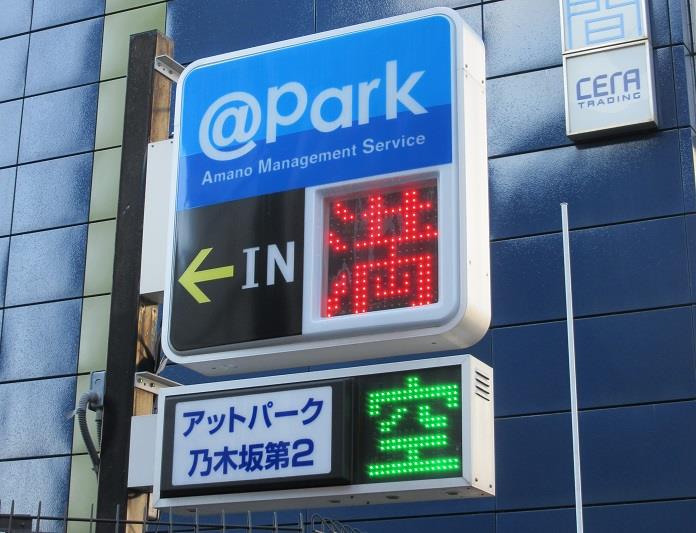 @park
Amano Management Service
IN
満
アットパーク
乃木坂第2
空
間
CERA
TRADING